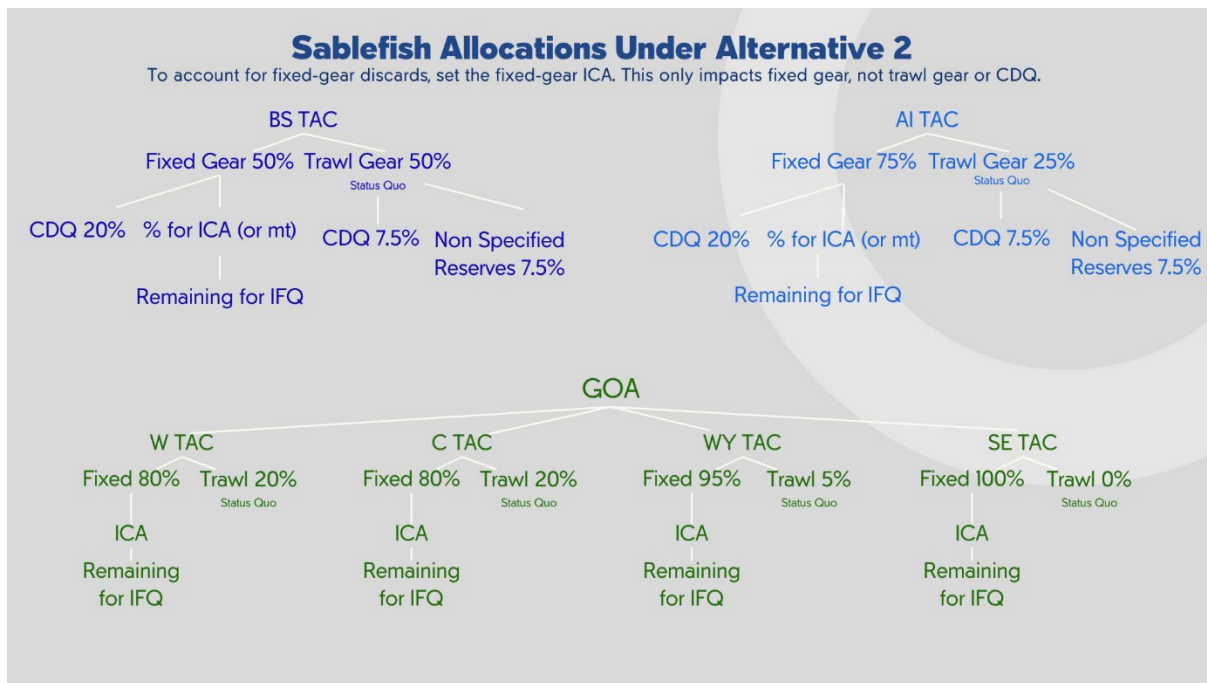 Sablefish Allocations Under Alternative 2
To account for fixed-gear discards, set the fixed-gear ICA. This only impacts fixed gear, not trawl gear or CDQ.
BS TAC
Fixed Gear 50%
Trawl Gear 50%
Status Quo
CDQ 20%
% for ICA (or mt)
CDQ 7.5%
Non Specified
Reserves 7.5%
Remaining for IFQ
AI TAC
Fixed Gear 75%
Trawl Gear 25%
Status Quo
CDQ 20%
% for ICA (or mt)
CDQ 7.5%
Non Specified
Reserves 7.5%
Remaining for IFQ
GOA
W TAC
Fixed 80%
Trawl 20%
Status Quo
ICA
Remaining
for IFQ
C TAC
Fixed 80%
Trawl 20%
Status Quo
ICA
Remaining
for IFQ
WY TAC
Fixed 95%
Trawl 5%
Status Quo
ICA
Remaining
for IFQ
SE TAC
Fixed 100%
Trawl 0%
Status Quo
ICA
Remaining
for IFQ